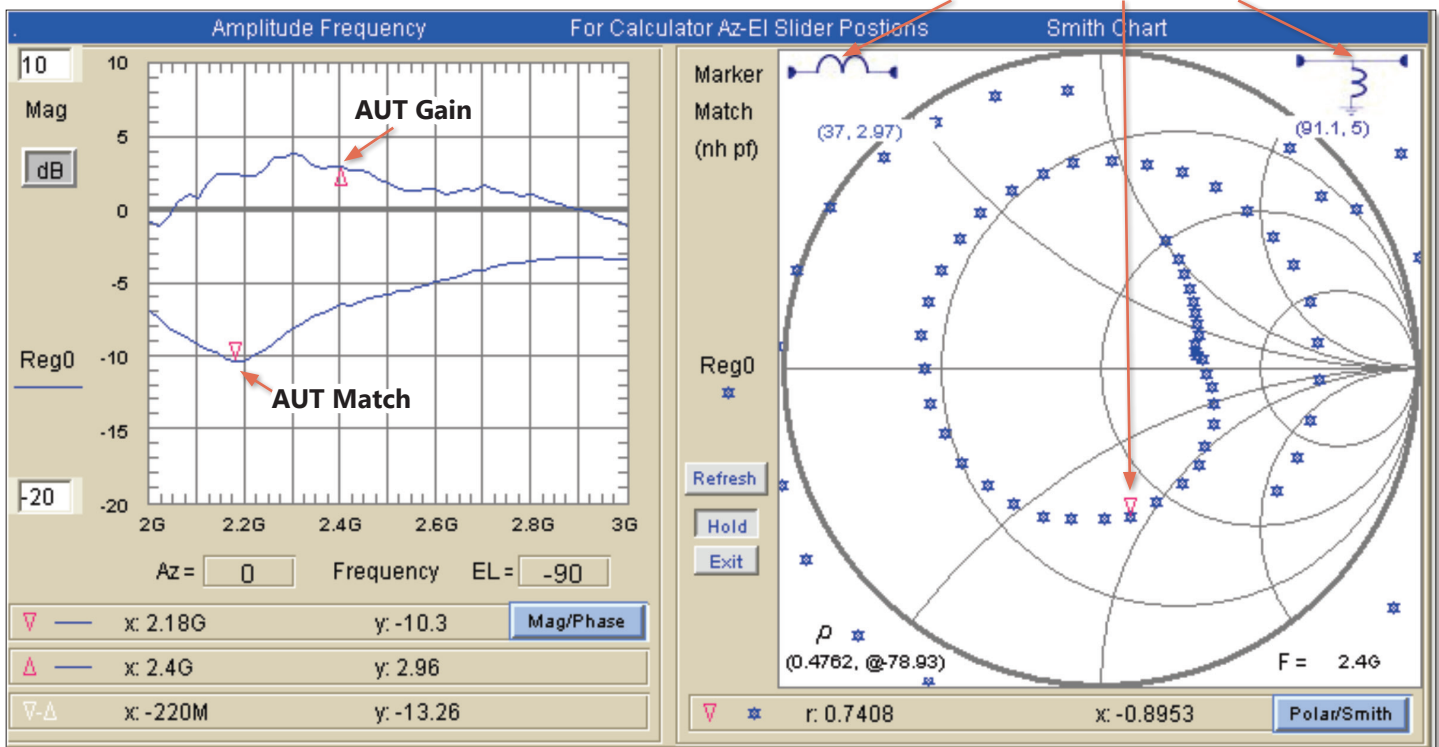 . Amplitude Frequency For Calculator Az-El Slider Postions Smith Chart
10
Mag
dB
Reg0
-20
10
5
0
-5
-10
-15
-20
AUT Gain
AUT Match
2G 2.2G 2.4G 2.6G 2.8G 3G
Az = 0 Frequency EL = -90
x: 2.18G y: -10.3 Mag/Phase
x: 2.4G y: 2.96
∇-Δ x: -220M y: -13.26
Marker
Match
(nh pf)
Reg0
Refresh
Hold
Exit
(37, 2.97)
(91.1, 5)
ρ
(0.4762, @-78.93)
F = 2.4G
r: 0.7408 x: -0.8953 Polar/Smith